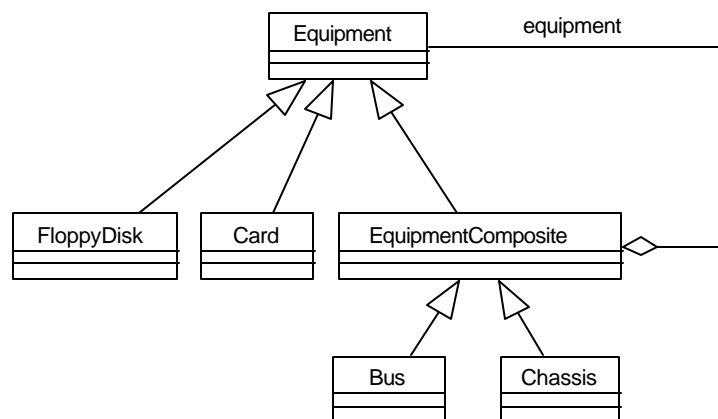 Equipment
equipment
FloppyDisk
Card
EquipmentComposite
Bus
Chassis